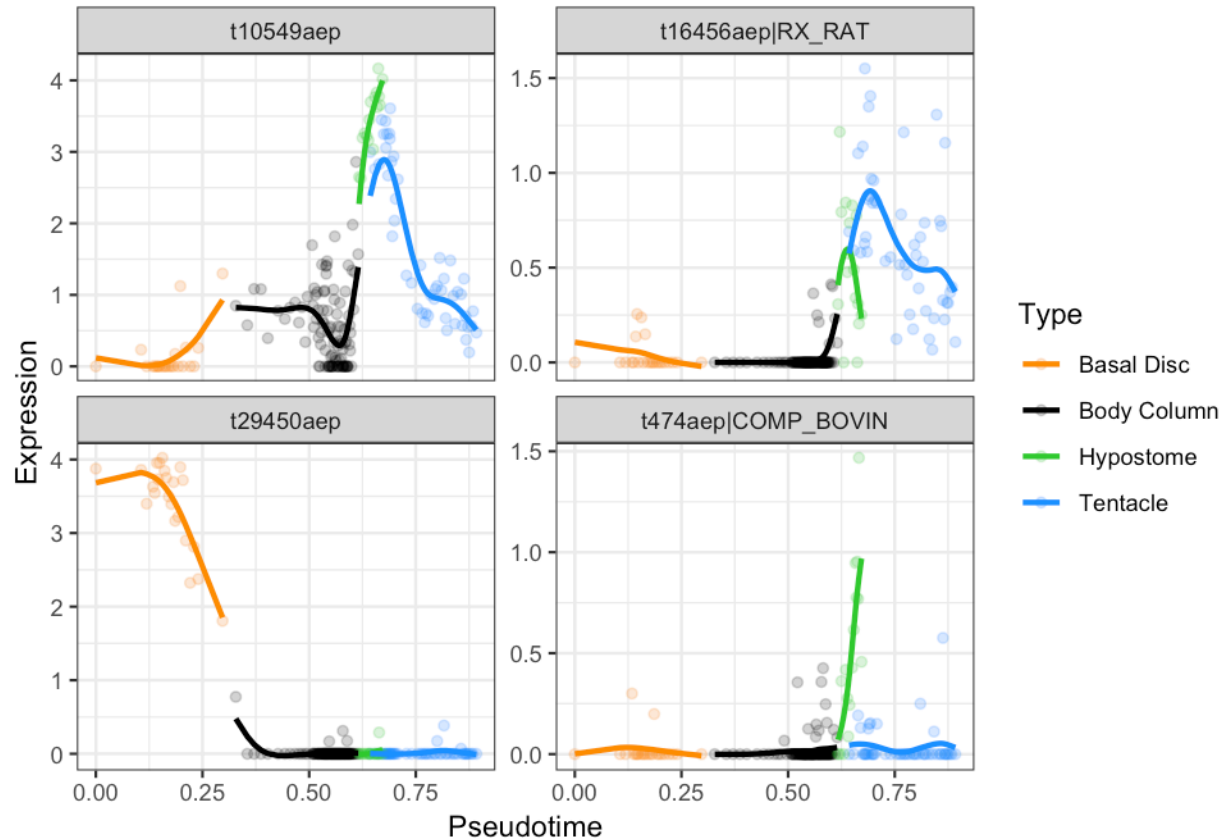 t10549aep
t16456aep|RX_RAT
4
3
2
1
0
1.5
1.0
0.5
0.0
t29450aep
t474aep|COMP_BOVIN
4
3
2
1
0
1.5
1.0
0.5
0.0
0.00 0.25 0.50 0.75
0.00 0.25 0.50 0.75
Expression
Pseudotime
Type
Basal Disc
Body Column
Hypostome
Tentacle